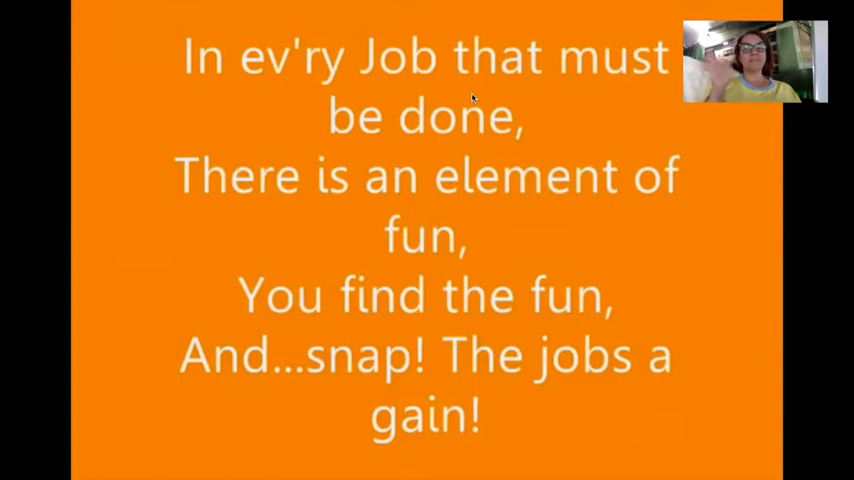 In ev'ry Job that must
be done,
There is an element of
fun,
You find the fun,
And...snap! The jobs a
gain!